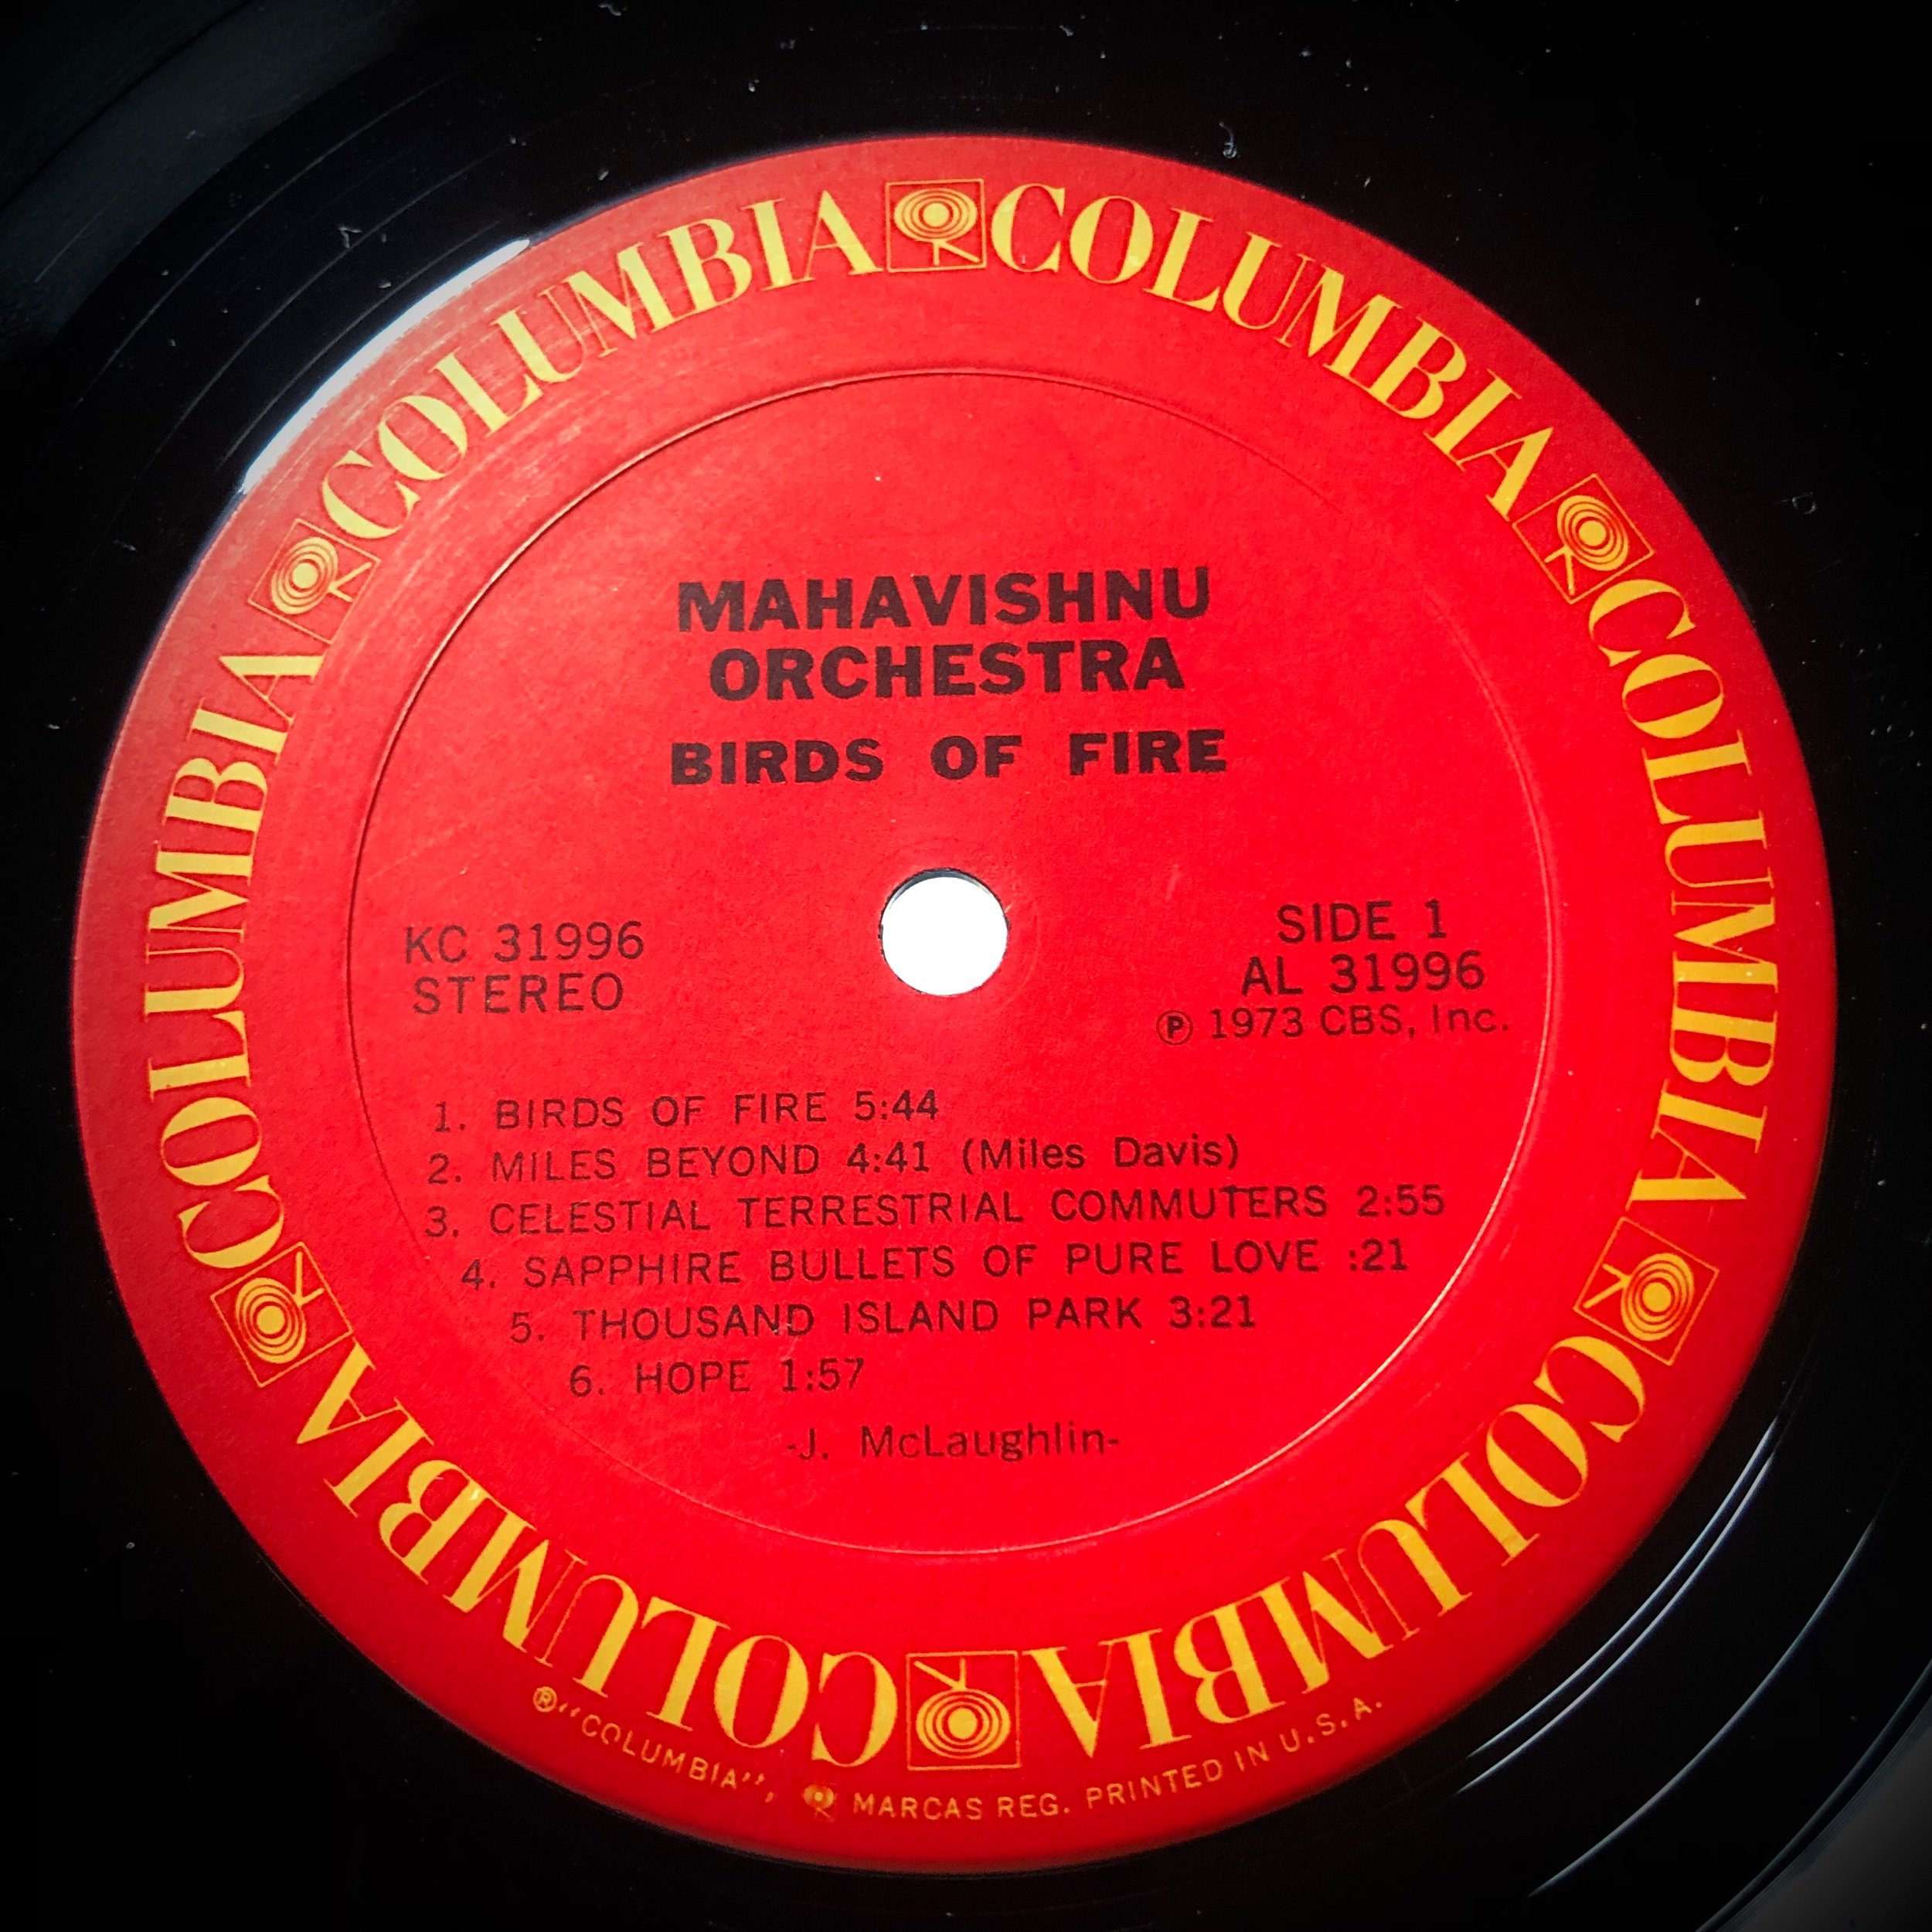 COLUMBIA COLUMBIA COLUMBIA COLUMBIA COLUMBIA COLUMBIA
MAHAVISHNU
ORCHESTRA
BIRDS OF FIRE
KC 31996
STEREO
SIDE 1
AL 31996
Ⓟ 1973 CBS, Inc.
1. BIRDS OF FIRE 5:44
2. MILES BEYOND 4:41 (Miles Davis)
3. CELESTIAL TERRESTRIAL COMMUTERS 2:55
4. SAPPHIRE BULLETS OF PURE LOVE :21
5. THOUSAND ISLAND PARK 3:21
6. HOPE 1:57
-J. McLaughlin-
®"COLUMBIA", MARCAS REG. PRINTED IN U.S.A.